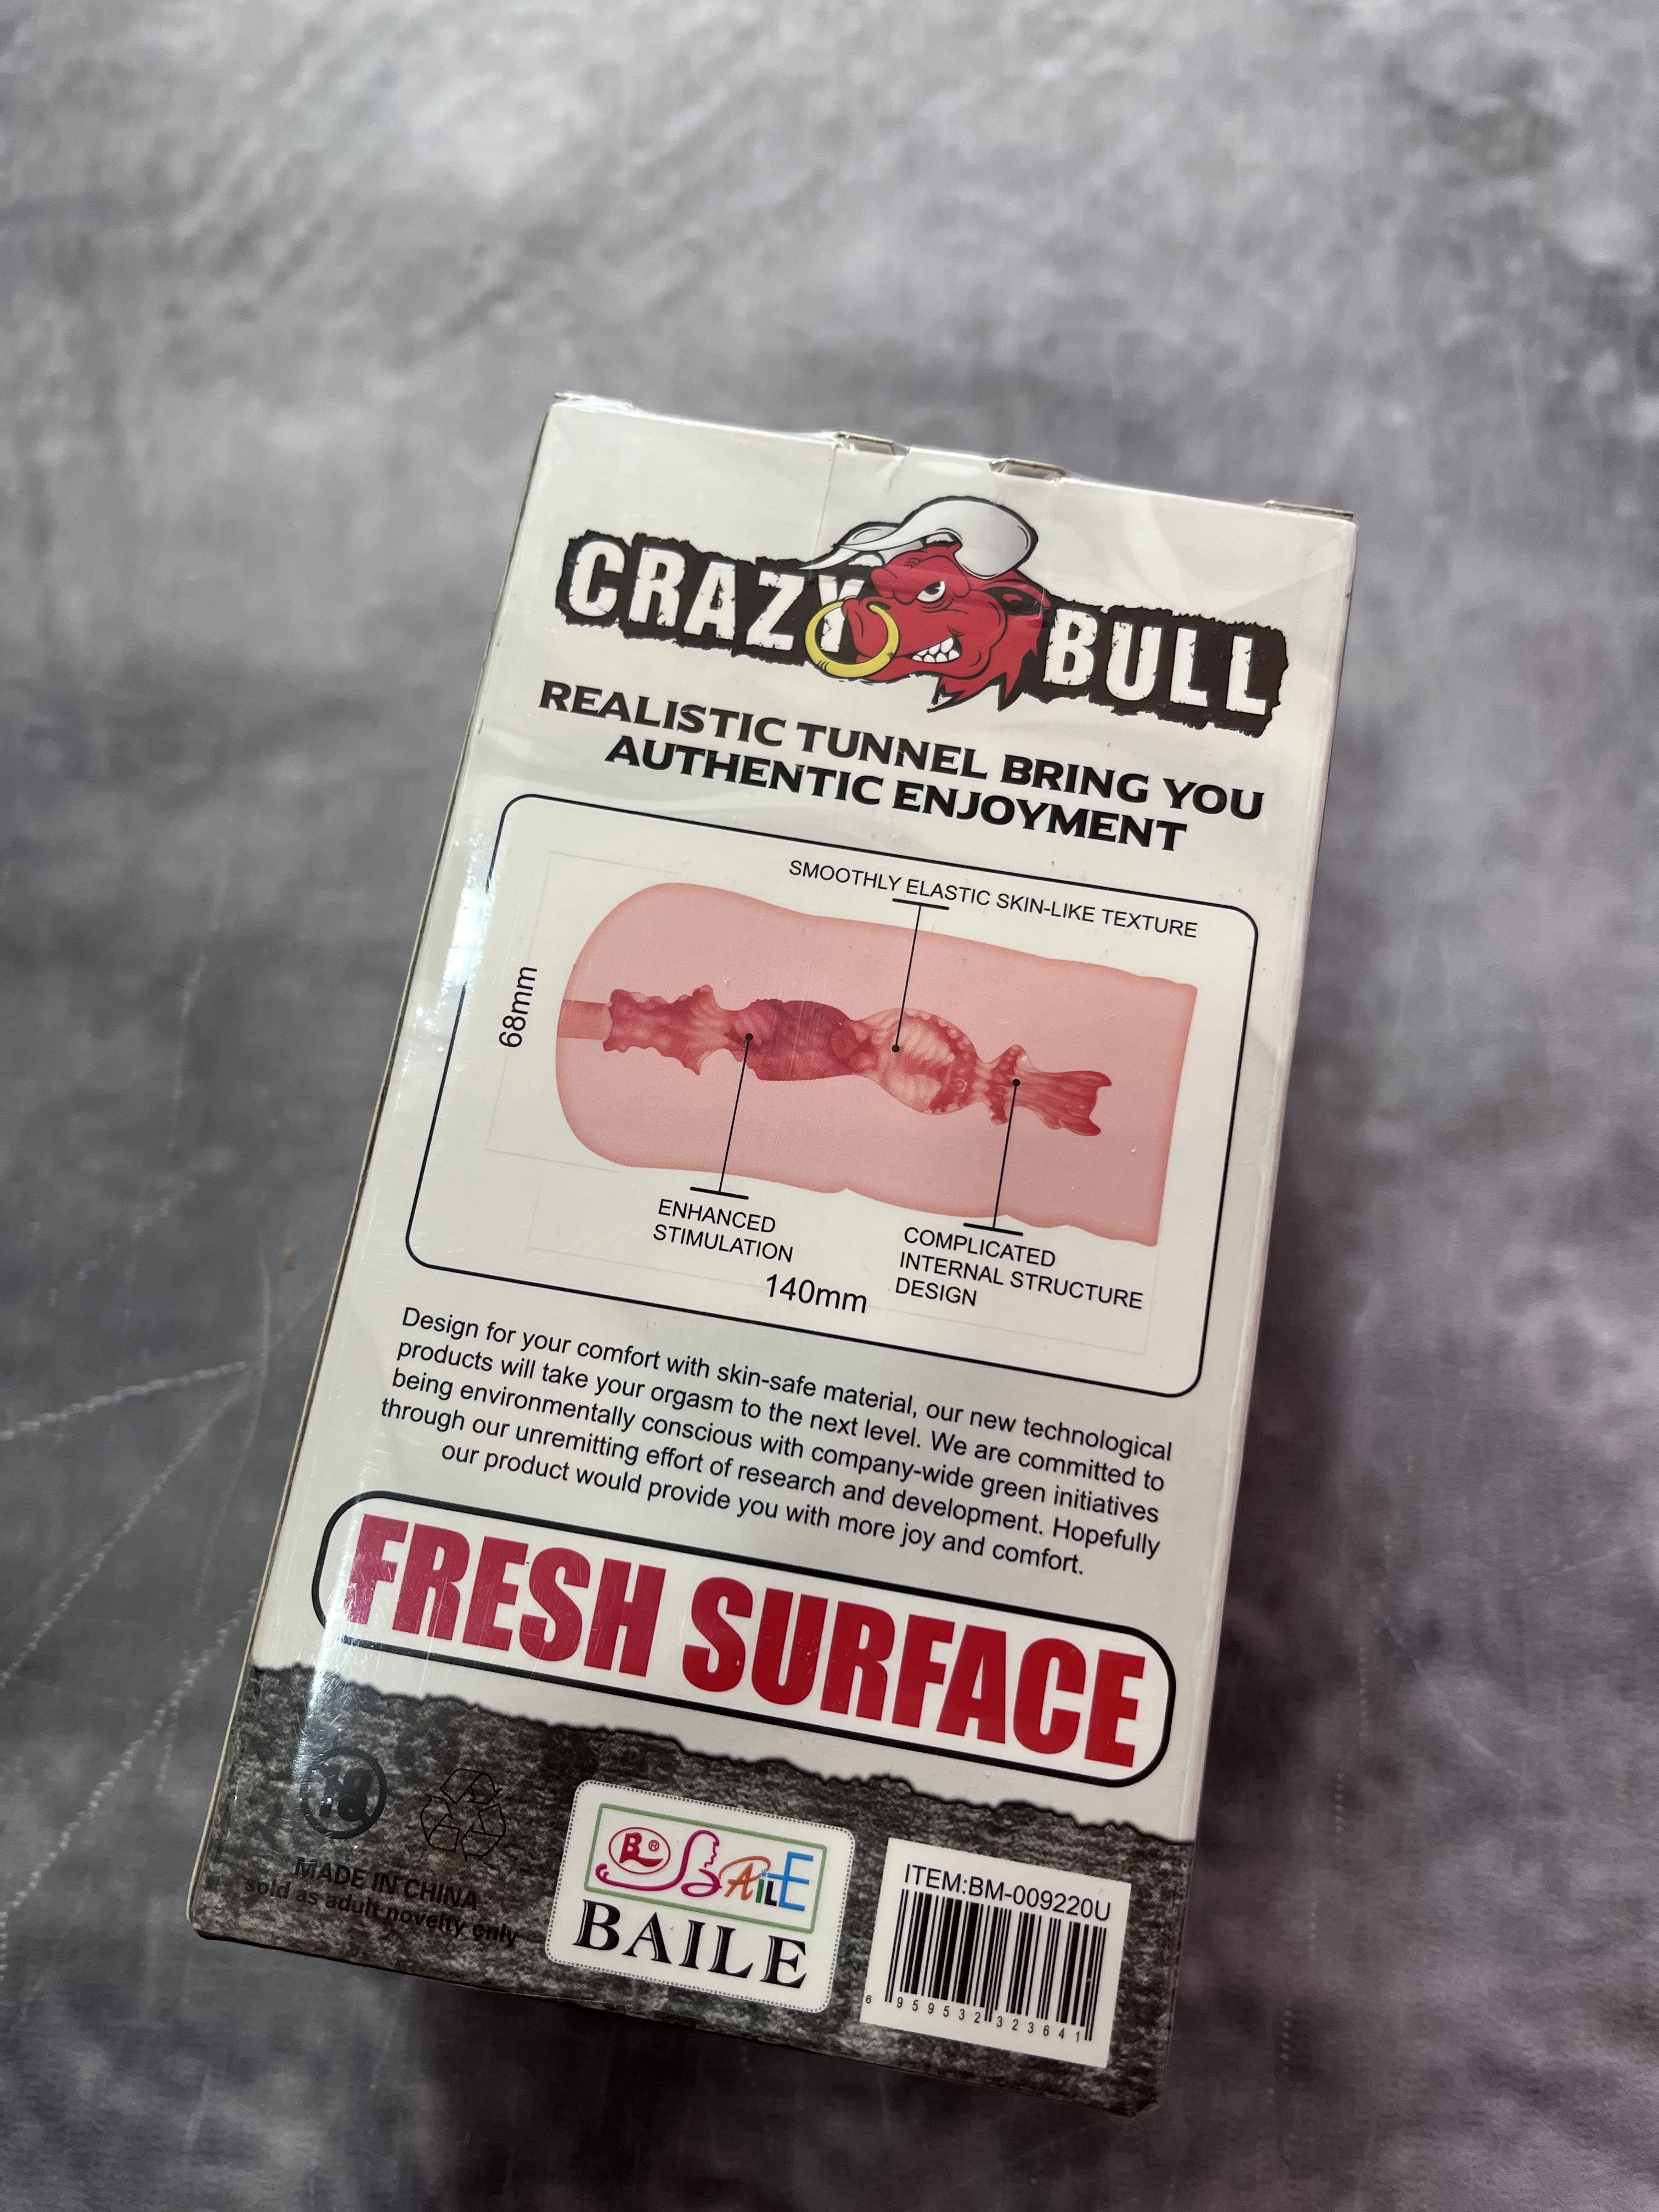 CRAZY BULL
REALISTIC TUNNEL BRING YOU
AUTHENTIC ENJOYMENT
SMOOTHLY ELASTIC SKIN-LIKE TEXTURE
68mm
ENHANCED
STIMULATION
COMPLICATED
INTERNAL STRUCTURE
DESIGN
140mm
Design for your comfort with skin-safe material, our new technological
products will take your orgasm to the next level. We are committed to
being environmentally conscious with company-wide green initiatives
through our unremitting effort of research and development. Hopefully
our product would provide you with more joy and comfort.
FRESH SURFACE
18
MADE IN CHINA
sold as adult novelty only
BL®
BAILE
BAILE
ITEM:BM-009220U
6 959532 323641